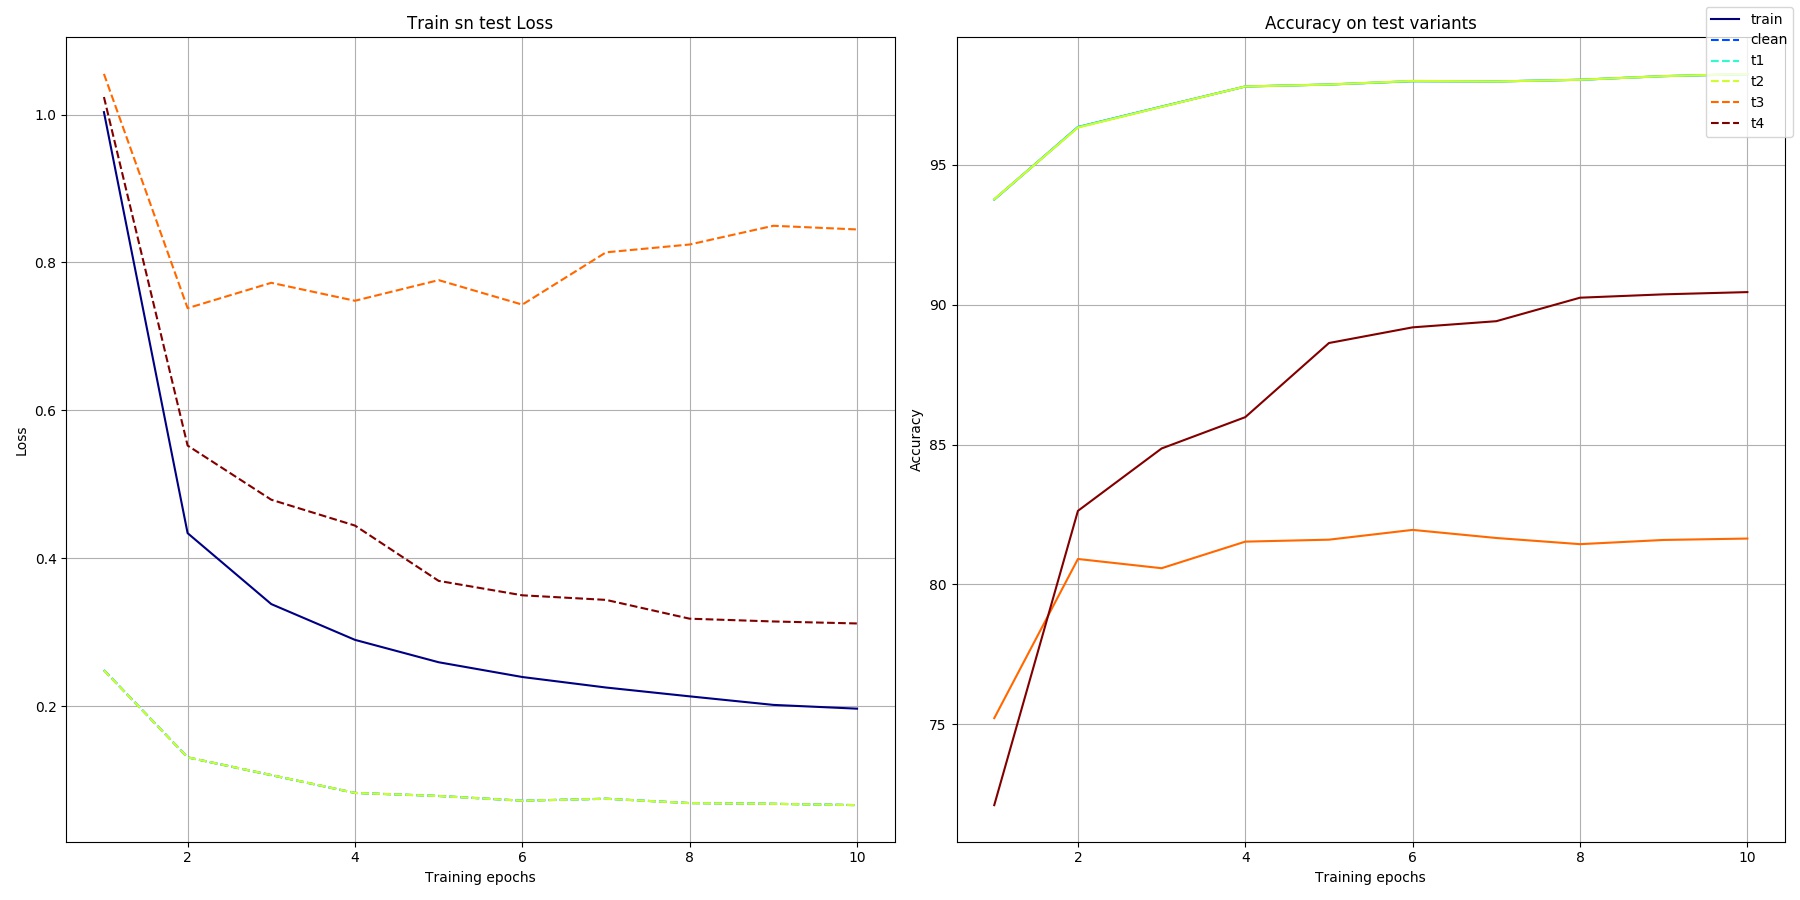 Train sn test Loss
1.0
0.8
0.6
0.4
0.2
Loss
2 4 6 8 10
Training epochs
Accuracy on test variants
95
90
85
80
75
Accuracy
2 4 6 8 10
Training epochs
train
clean
t1
t2
t3
t4